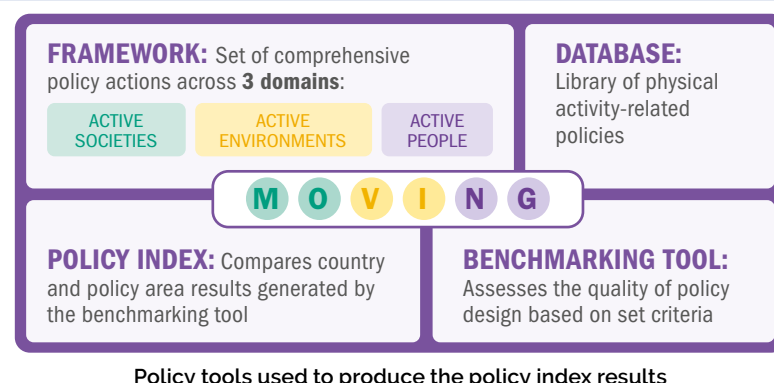 FRAMEWORK: Set of comprehensive
policy actions across 3 domains:
ACTIVE
SOCIETIES
ACTIVE
ENVIRONMENTS
ACTIVE
PEOPLE
DATABASE:
Library of physical
activity-related
policies
MOVING
POLICY INDEX: Compares country
and policy area results generated by
the benchmarking tool
BENCHMARKING TOOL:
Assesses the quality of policy
design based on set criteria
Policy tools used to produce the policy index results